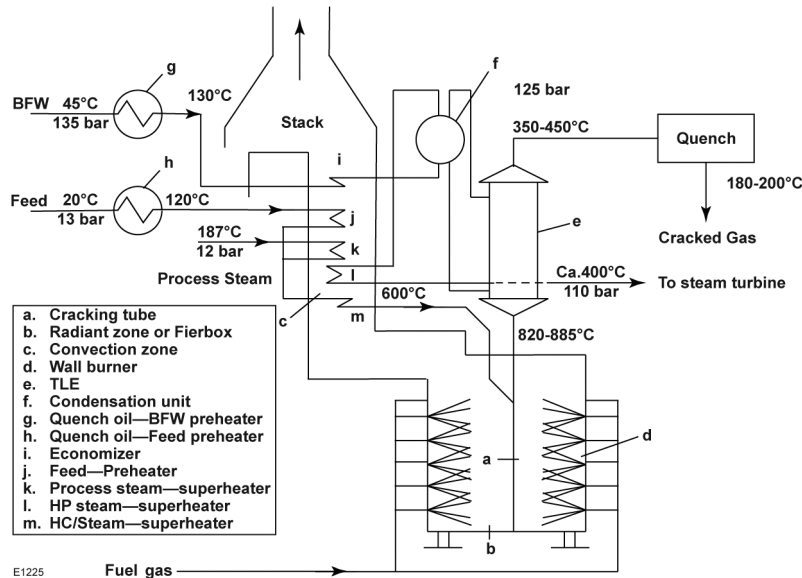 g
f
BFW
45°C
135 bar
130°C
125 bar
350-450°C
Quench
Stack
h
i
180-200°C
Feed
20°C
13 bar
120°C
j
187°C
12 bar
k
e
Cracked Gas
Process Steam
l
Ca.400°C
110 bar
To steam turbine
c
600°C
m
820-885°C
a. Cracking tube
b. Radiant zone or Fierbox
c. Convection zone
d. Wall burner
e. TLE
f. Condensation unit
g. Quench oil—BFW preheater
h. Quench oil—Feed preheater
i. Economizer
j. Feed—Preheater
k. Process steam—superheater
l. HP steam—superheater
m. HC/Steam—superheater
a
d
b
E1225
Fuel gas